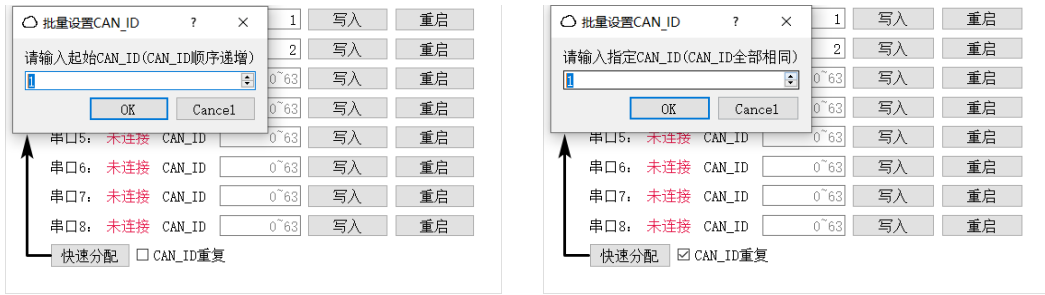 批量设置CAN_ID ? ×
请输入起始CAN_ID(CAN_ID顺序递增)
1
OK Cancel
1 写入 重启
2 写入 重启
0~63 写入 重启
0~63 写入 重启
串口5: 未连接 CAN_ID 0~63 写入 重启
串口6: 未连接 CAN_ID 0~63 写入 重启
串口7: 未连接 CAN_ID 0~63 写入 重启
串口8: 未连接 CAN_ID 0~63 写入 重启
快速分配 CAN_ID重复
批量设置CAN_ID ? ×
请输入指定CAN_ID(CAN_ID全部相同)
1
OK Cancel
1 写入 重启
2 写入 重启
0~63 写入 重启
0~63 写入 重启
串口5: 未连接 CAN_ID 0~63 写入 重启
串口6: 未连接 CAN_ID 0~63 写入 重启
串口7: 未连接 CAN_ID 0~63 写入 重启
串口8: 未连接 CAN_ID 0~63 写入 重启
快速分配 CAN_ID重复